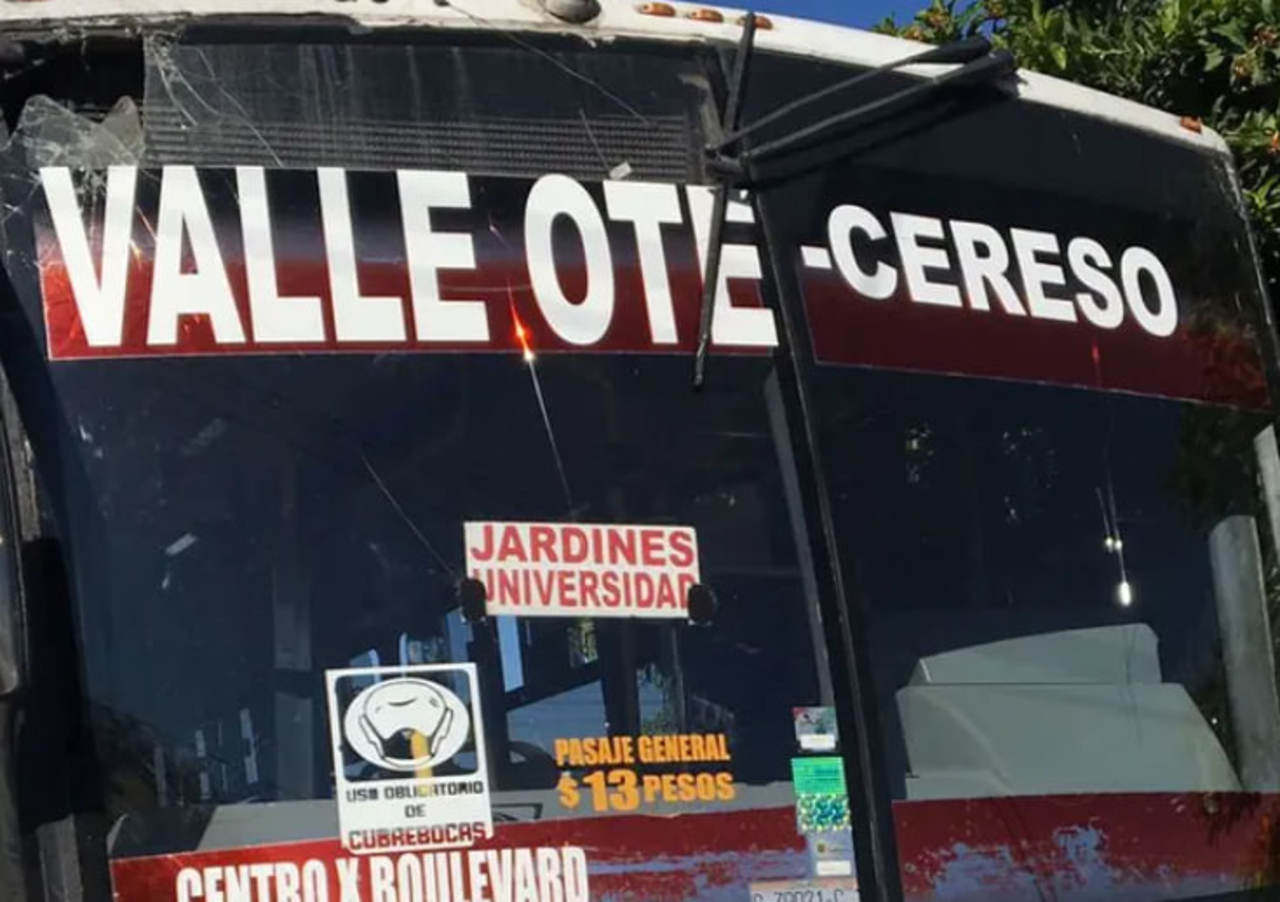 VALLE OTE
-CERESO
JARDINES
UNIVERSIDAD
USO OBLIGATORIO
DE
CUBREBOCAS
PASAJE GENERAL
$13 PESOS
CENTRO X BOULEVARD